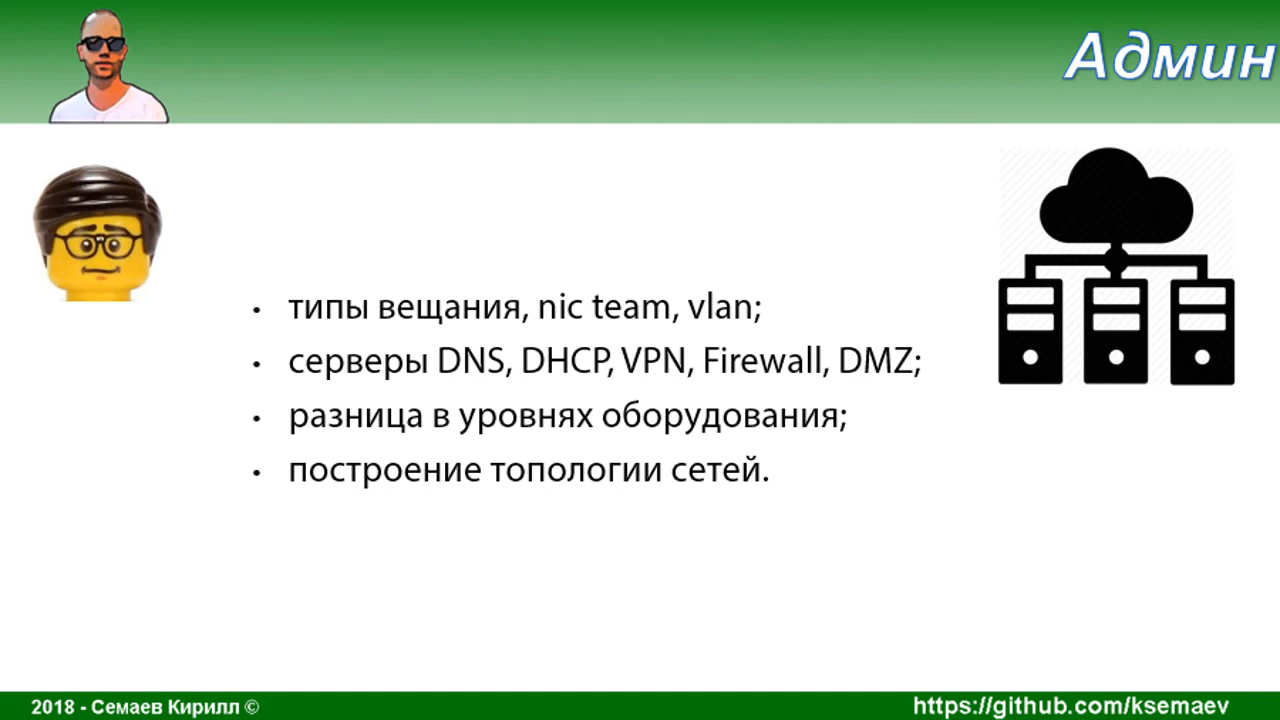 Админ
типы вещания, nic team, vlan;
серверы DNS, DHCP, VPN, Firewall, DMZ;
разница в уровнях оборудования;
построение топологии сетей.
2018 - Семаев Кирилл ©
https://github.com/ksemaev